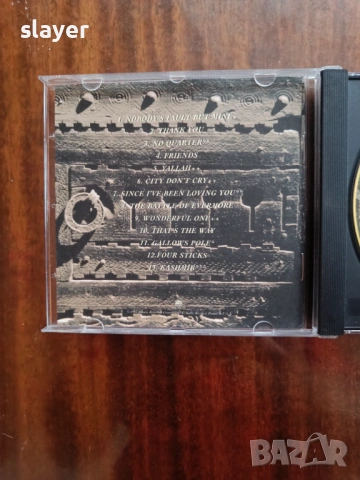 slayer
1. NOBODY'S FAULT BUT MINE*
2. THANK YOU
3. NO QUARTER
4. FRIENDS
5. YALLAH**
6. CITY DON'T CRY**
7. SINCE I'VE BEEN LOVING YOU
8. THE BATTLE OF EVERMORE
9. WONDERFUL ONE**
10. THAT'S THE WAY
11. GALLOWS POLE
12. FOUR STICKS
13. KASHMIR
BAZAR